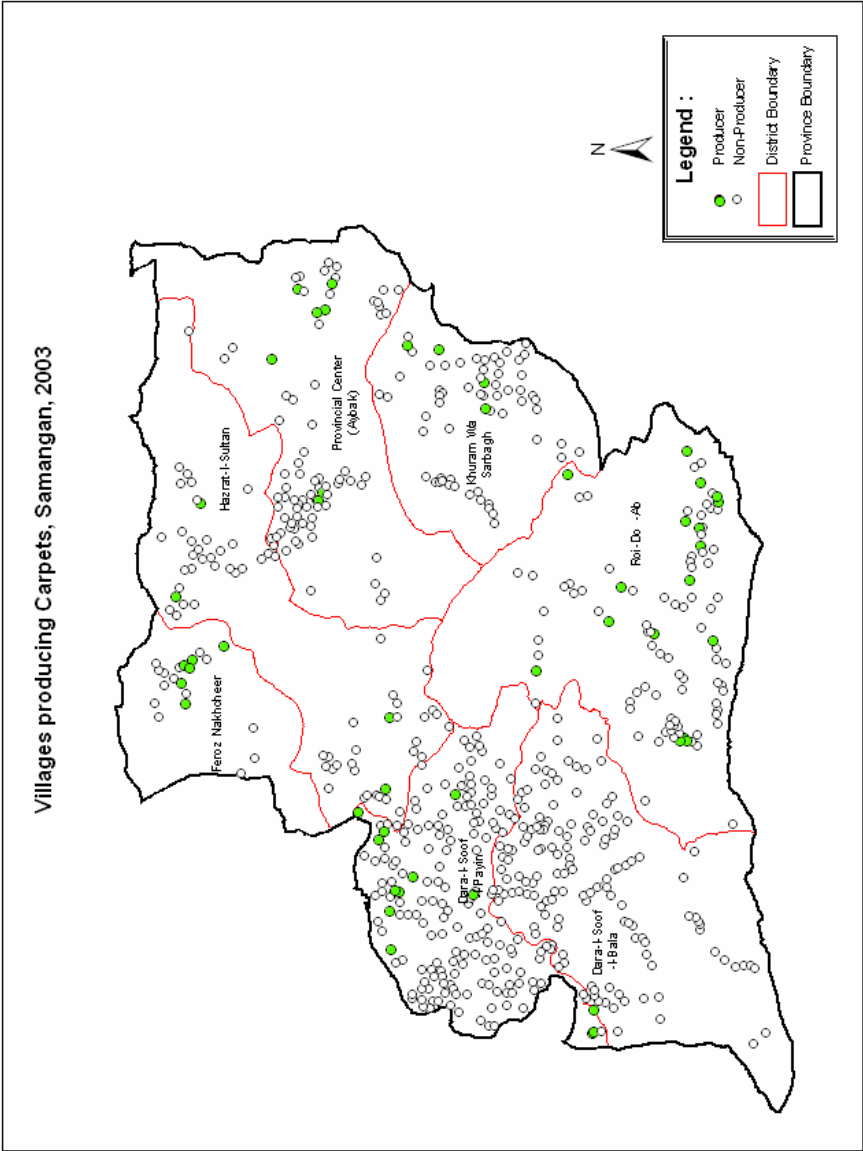 Villages producing Carpets, Samangan, 2003
Feroz Nakhcheer
Hazrat-I-Sultan
Provincial Center
(Aybak)
Khuram Wa
Sarbagh
Dara-I-Soof
Payin
Dara-I-Soof
-I-Bala
Roi-Do -Ab
N
Legend :
Producer
Non-Producer
District Boundary
Province Boundary